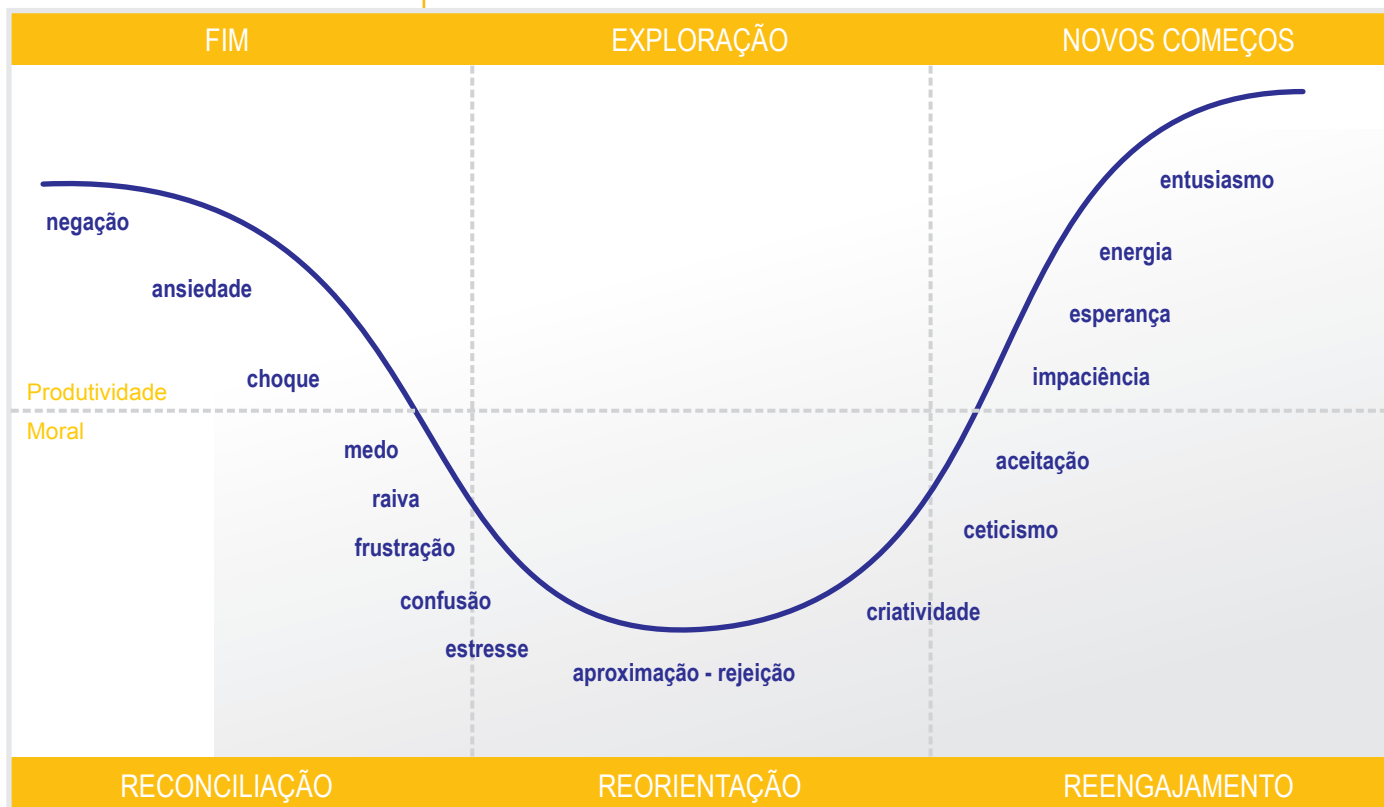 FIM
EXPLORAÇÃO
NOVOS COMEÇOS
negação
ansiedade
choque
Produtividade
Moral
medo
raiva
frustração
confusão
estresse
aproximação - rejeição
criatividade
ceticismo
aceitação
impaciência
esperança
energia
entusiasmo
RECONCILIAÇÃO
REORIENTAÇÃO
REENGAJAMENTO